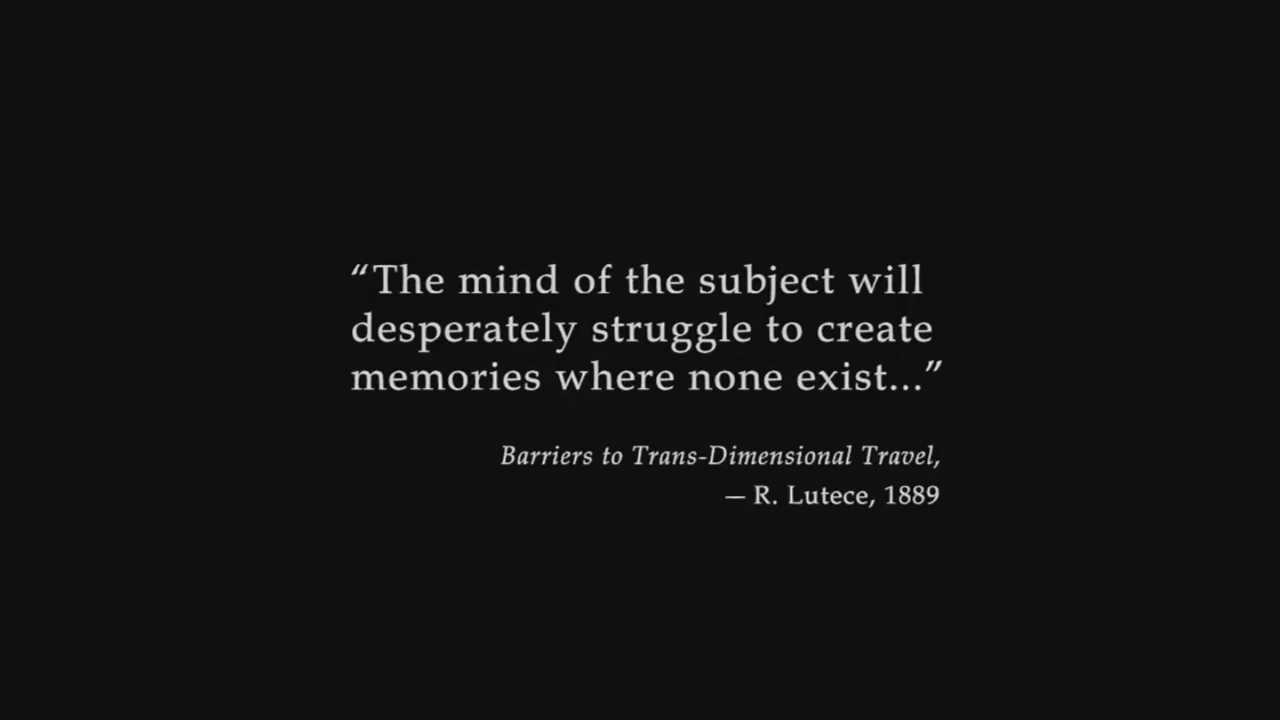 “The mind of the subject will
desperately struggle to create
memories where none exist...”
Barriers to Trans-Dimensional Travel,
— R. Lutece, 1889